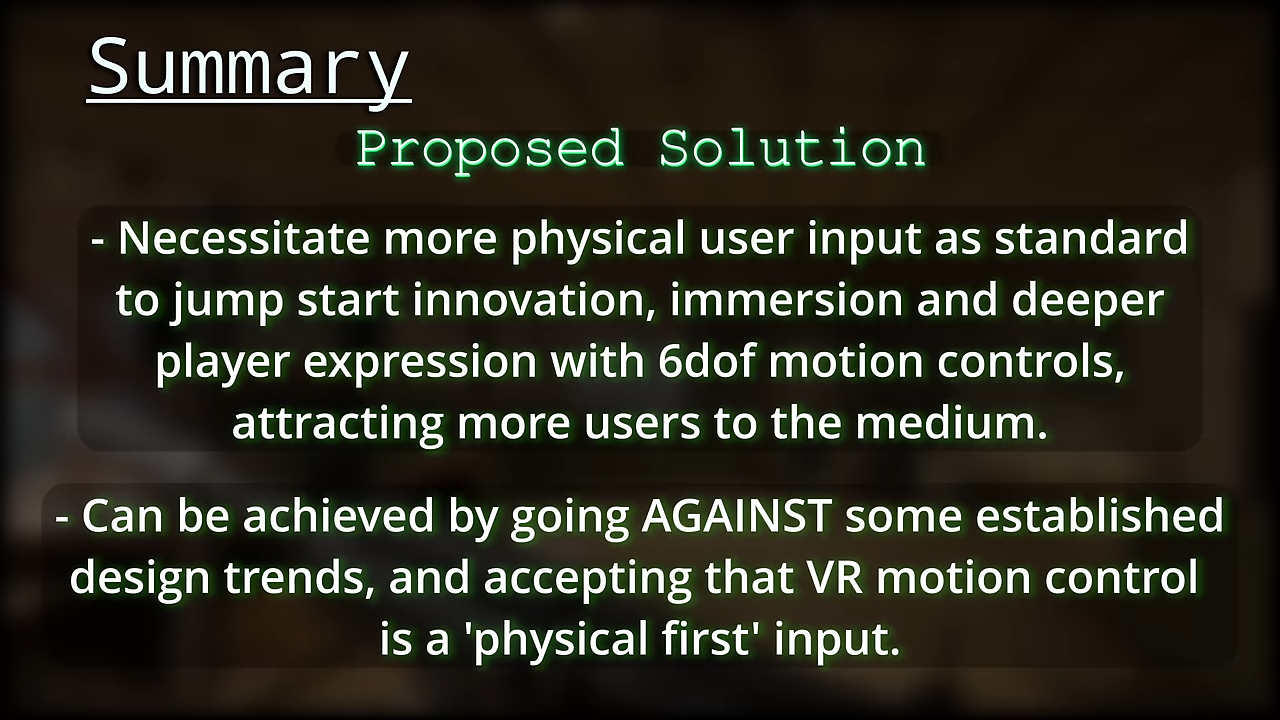 Summary
Proposed Solution
- Necessitate more physical user input as standard
to jump start innovation, immersion and deeper
player expression with 6dof motion controls,
attracting more users to the medium.
- Can be achieved by going AGAINST some established
design trends, and accepting that VR motion control
is a 'physical first' input.